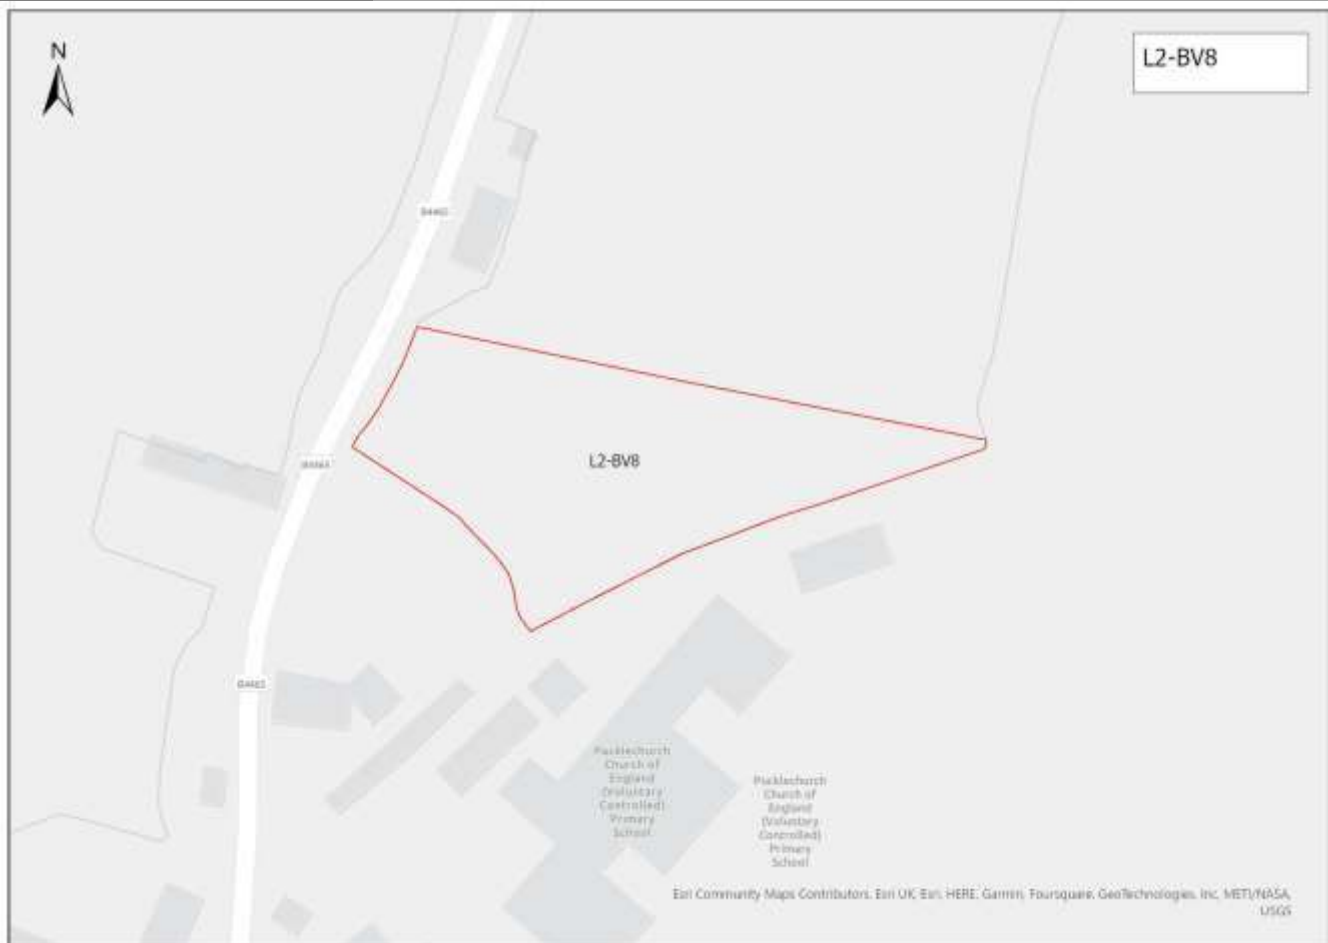 N
L2-BV8
B4465
L2-BV8
B4465
B4465
Pucklechurch
Church of
England
(Voluntary
Controlled)
Primary
School
Pucklechurch
Church of
England
(Voluntary
Controlled)
Primary
School
Esri Community Maps Contributors, Esri UK, Esri, HERE, Garmin, Foursquare, GeoTechnologies, Inc, METI/NASA,
USGS